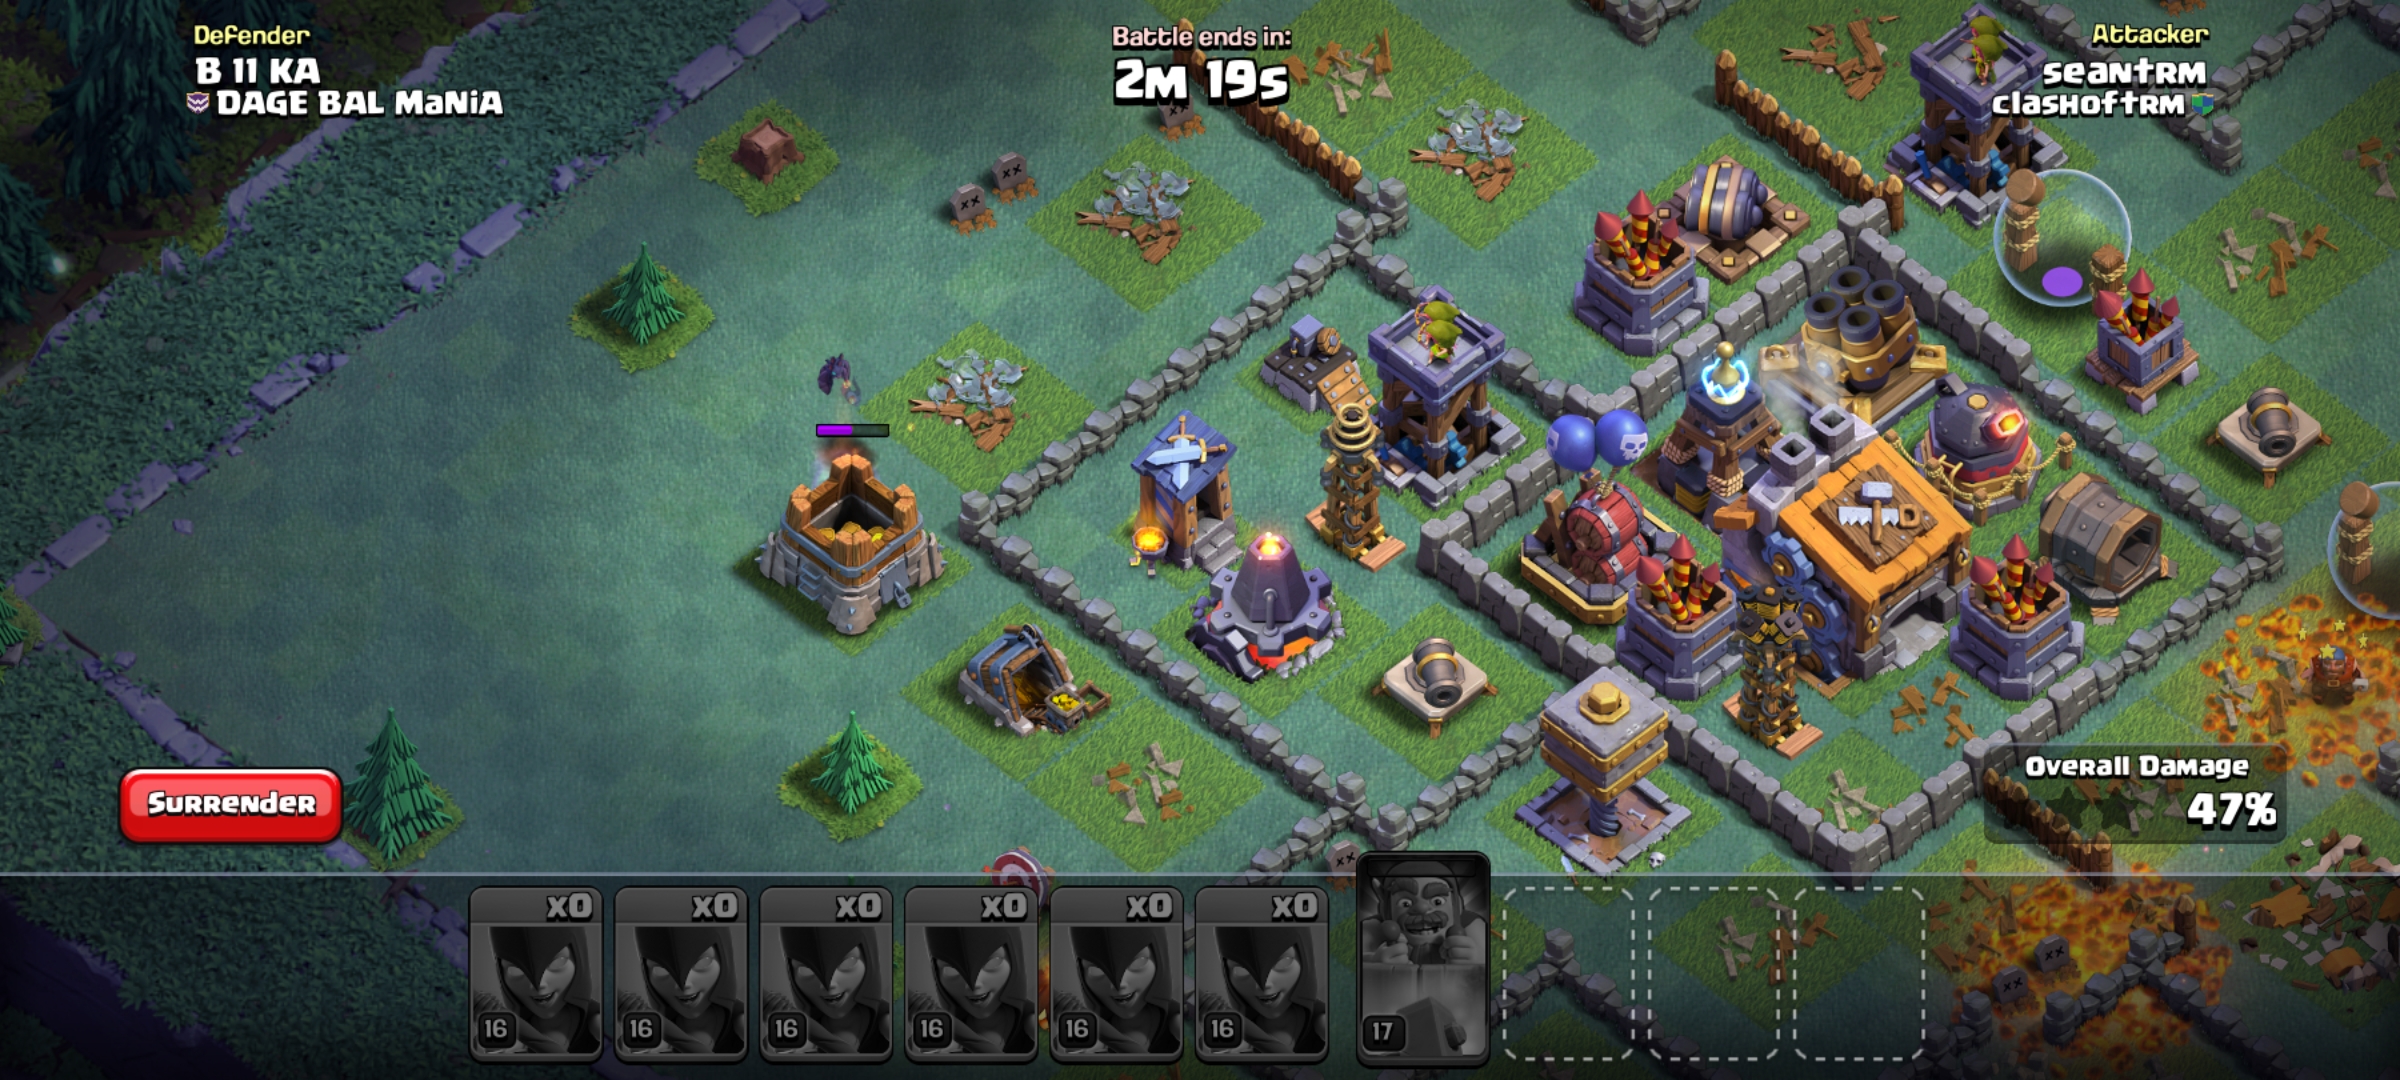 Defender
B 11 KA
DAGE BAL MaNiA
Battle ends in:
2M 19s
Attacker
seantRM
clashoftRM
Surrender
Overall Damage
47%
x0
x0
x0
x0
x0
x0
16
16
16
16
16
16
17